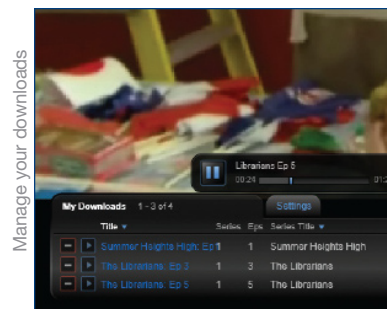 Manage your downloads
Librarians Ep 5
00:24
My Downloads 1 - 3 of 4 Settings
Title Series Eps Series Title
Summer Heights High: Ep 1 1 Summer Heights High
The Librarians: Ep 3 1 3 The Librarians
The Librarians: Ep 5 1 5 The Librarians